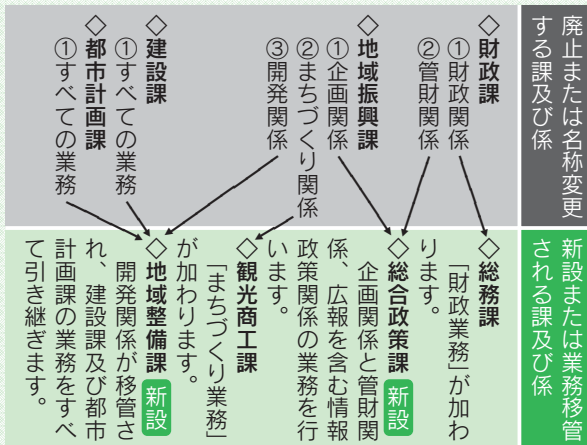 廃止または名称変更
する課及び係
◇財政課
①財政関係
②管財関係
◇地域振興課
①企画関係
②まちづくり関係
③開発関係
◇建設課
①すべての業務
◇都市計画課
①すべての業務
新設または業務移管
される課及び係
◇総務課
「財政業務」が加わ
ります。
◇総合政策課 新設
企画関係と管財関
係、広報を含む情報
政策関係の業務を行
います。
◇観光商工課
「まちづくり業務」
が加わります。
◇地域整備課 新設
開発関係が移管さ
れ、建設課及び都市
計画課の業務をすべ
て引き継ぎます。